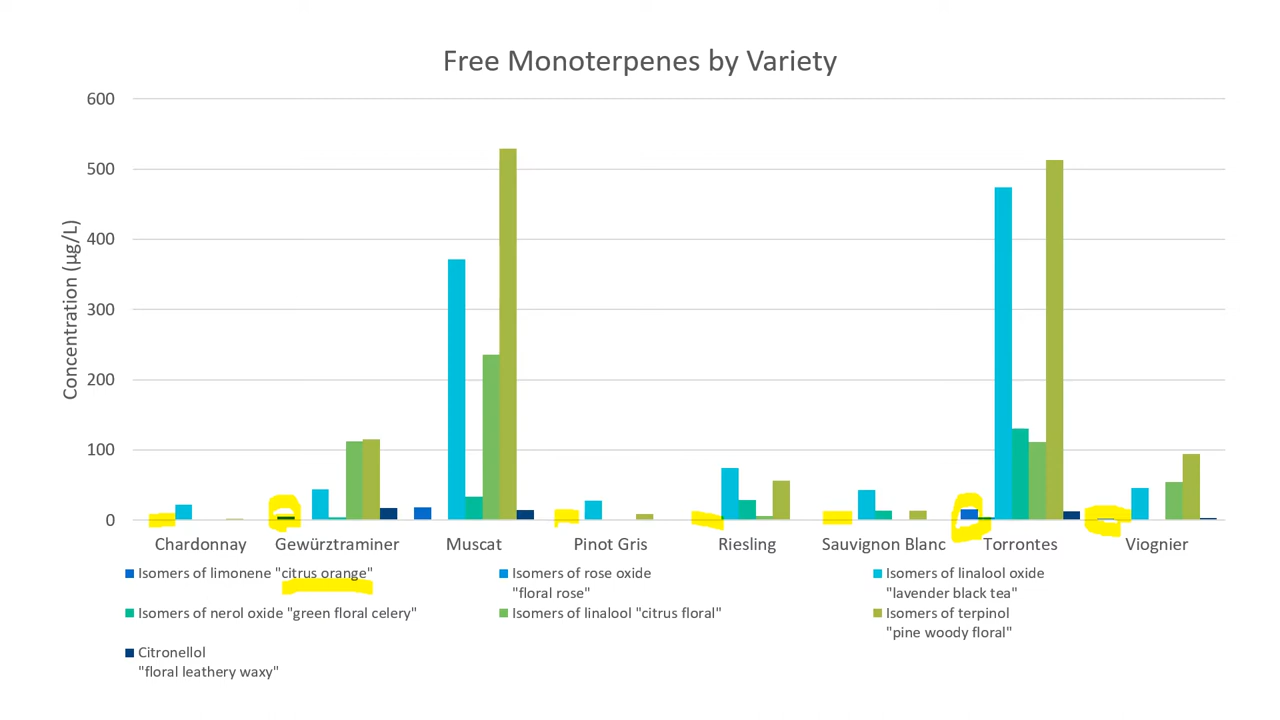 Free Monoterpenes by Variety
600
500
400
300
200
100
0
Concentration (µg/L)
Chardonnay Gewürztraminer Muscat Pinot Gris Riesling Sauvignon Blanc Torrontes Viognier
Isomers of limonene "citrus orange"
Isomers of rose oxide
"floral rose"
Isomers of linalool oxide
"lavender black tea"
Isomers of nerol oxide "green floral celery"
Isomers of linalool "citrus floral"
Isomers of terpinol
"pine woody floral"
Citronellol
"floral leathery waxy"